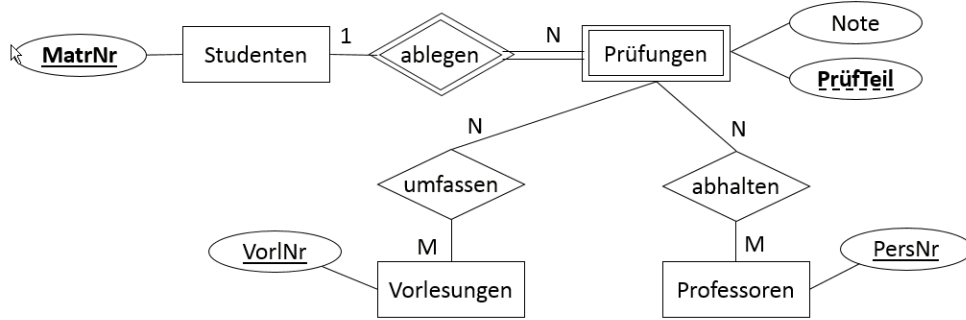 MatrNr
Studenten
1
ablegen
N
Prüfungen
Note
PrüfTeil
N
N
umfassen
abhalten
M
M
VorlNr
PersNr
Vorlesungen
Professoren